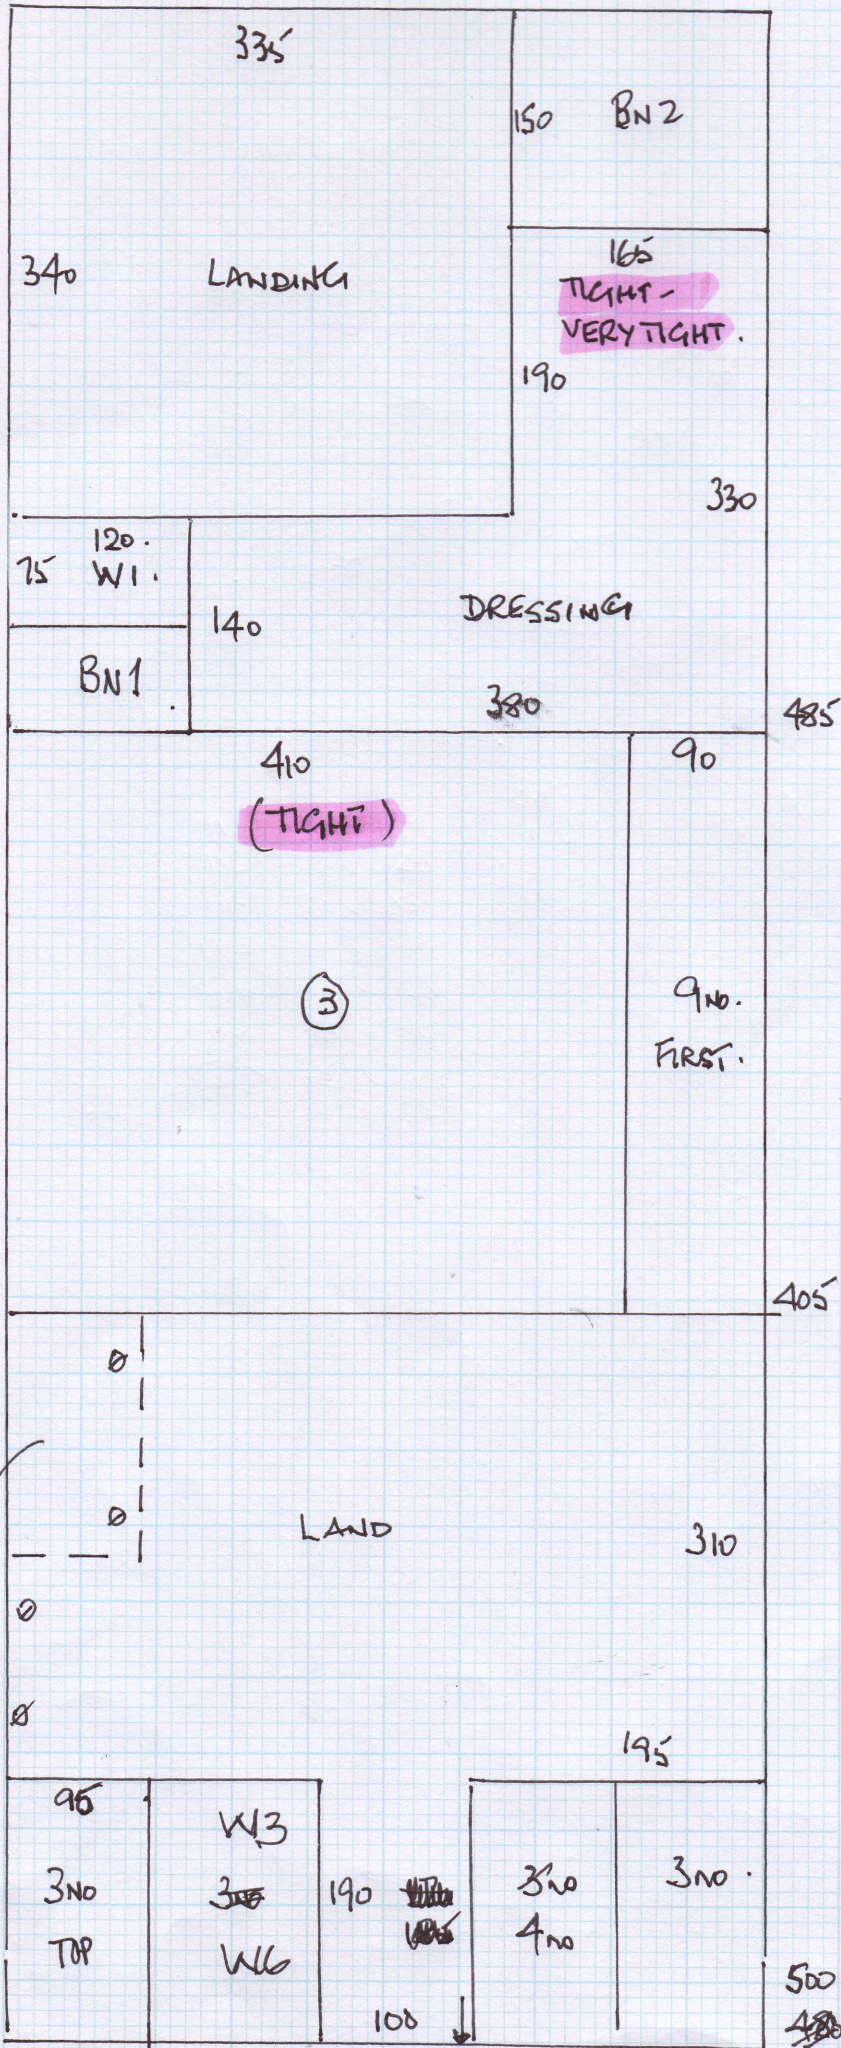 335
150 BN2
340 LANDING
165
TIGHT -
VERY TIGHT.
190
330
120.
75 W1.
140
DRESSING
BN1
380
485
410
90
(TIGHT)
3
9NO.
FIRST.
405
Ø
Ø
LAND
310
Ø
Ø
195
95
W3
3NO
3NO
190
3NO
3NO.
4NO
TOP
W6
500
100
480